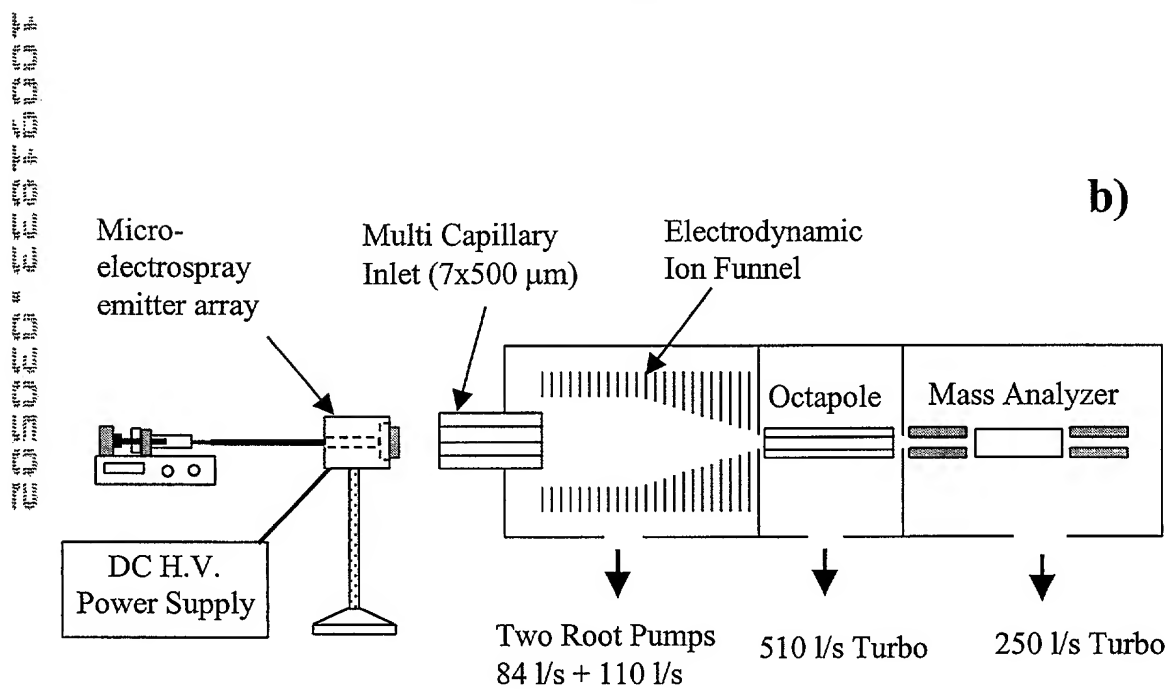 b)
Micro-
electrospray
emitter array
Multi Capillary
Inlet (7x500 µm)
Electrodynamic
Ion Funnel
Octapole
Mass Analyzer
DC H.V.
Power Supply
Two Root Pumps
84 l/s + 110 l/s
510 l/s Turbo
250 l/s Turbo